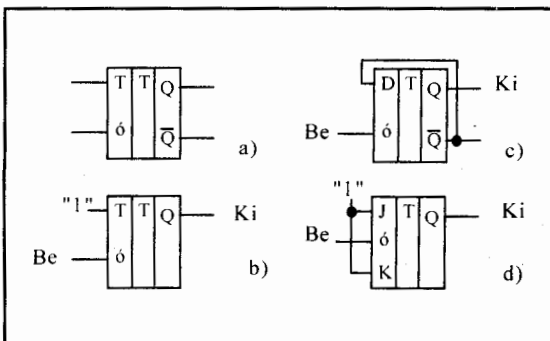 T T Q
ó Q̅
a)
"1" T T Q Ki
Be ó
b)
D T Q Ki
Be ó Q̅
c)
"1"
J T Q Ki
Be ó
K
d)